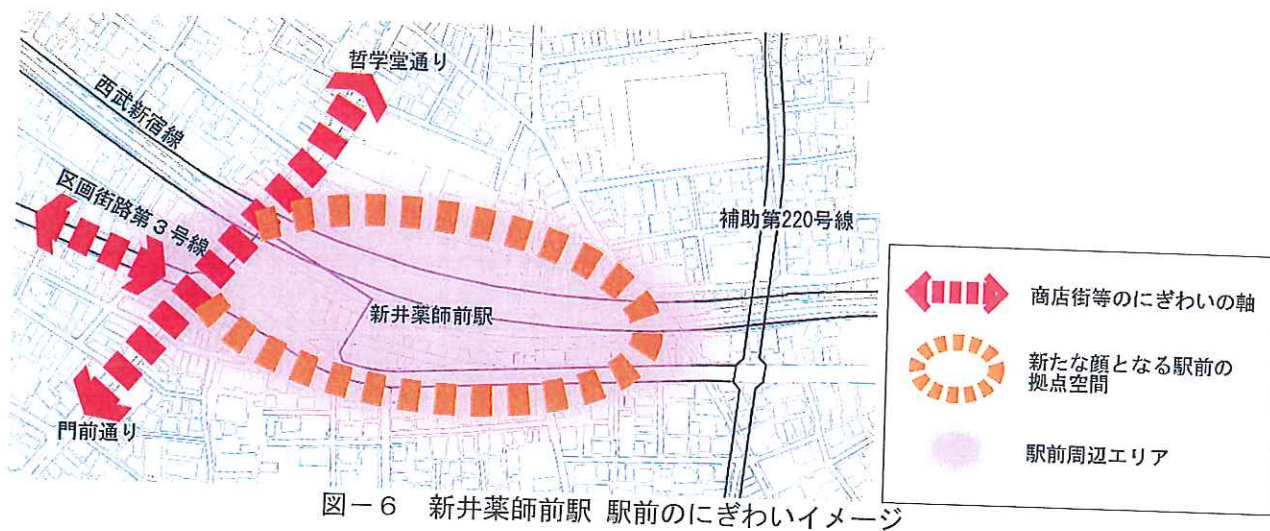 哲学堂通り
西武新宿線
区画街路第3号線
補助第220号線
新井薬師前駅
門前通り
商店街等のにぎわいの軸
新たな顔となる駅前の
拠点空間
駅前周辺エリア
図－6 新井薬師前駅 駅前のにぎわいイメージ